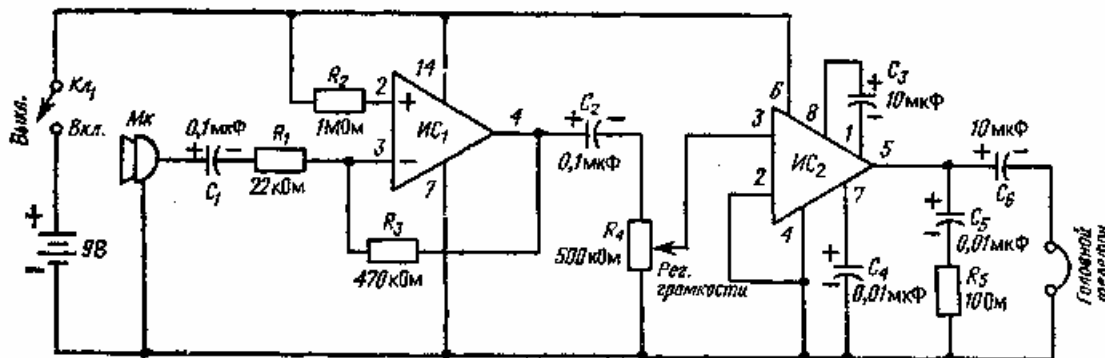 Выкл.
Кл₁
Вкл.
+
−
9В
Мк
0,1мкФ
+ −
C₁
R₁
22кОм
R₂
1МОм
2
+
3
−
14
ИС₁
4
7
R₃
470кОм
C₂
+ −
0,1мкФ
R₄
500кОм
Рег.
громкости
6
3
2
8
ИС₂
1
5
4
7
C₃
+
−
10мкФ
+
−
C₄
0,01мкФ
+
−
C₅
0,01мкФ
R₅
10Ом
10мкФ
+ −
C₆
Головной
телефон